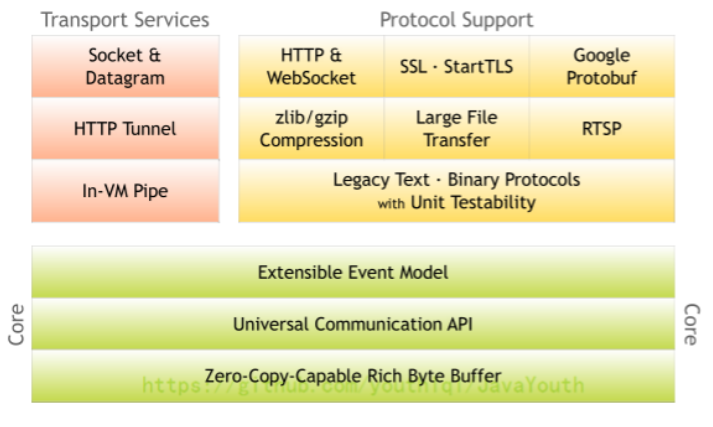 Transport Services
Protocol Support
Socket &
Datagram
HTTP Tunnel
In-VM Pipe
HTTP &
WebSocket
SSL · StartTLS
Google
Protobuf
zlib/gzip
Compression
Large File
Transfer
RTSP
Legacy Text · Binary Protocols
with Unit Testability
Core
Extensible Event Model
Universal Communication API
Zero-Copy-Capable Rich Byte Buffer
Core
https://github.com/youthlql/JavaYouth